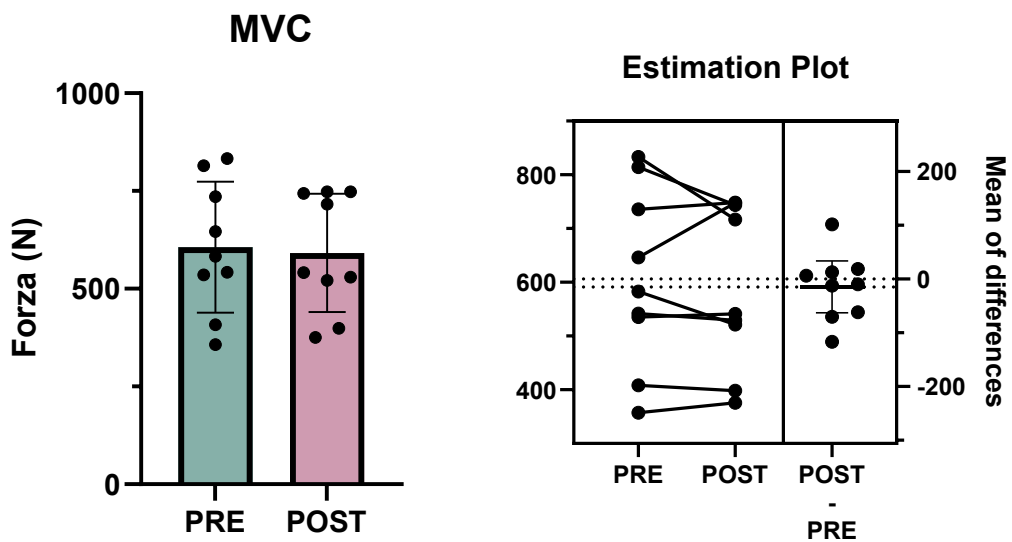 MVC
Forza (N)
1000
500
0
PRE
POST
Estimation Plot
800
600
400
200
0
-200
Mean of differences
PRE
POST
POST
-
PRE